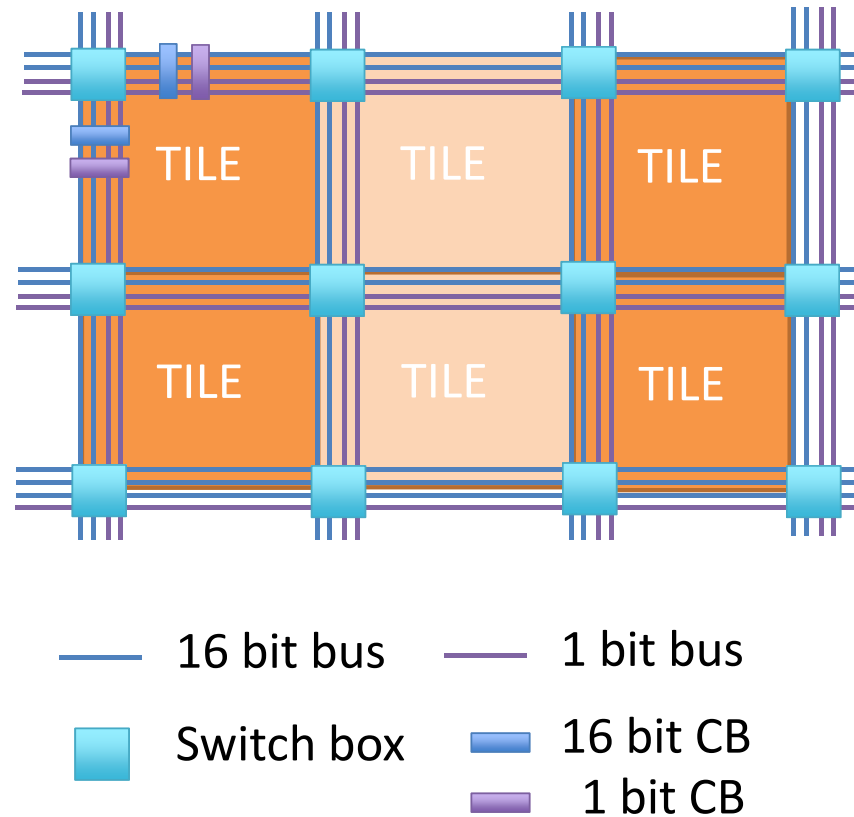 TILE TILE TILE
TILE TILE TILE
16 bit bus 1 bit bus
Switch box 16 bit CB
1 bit CB